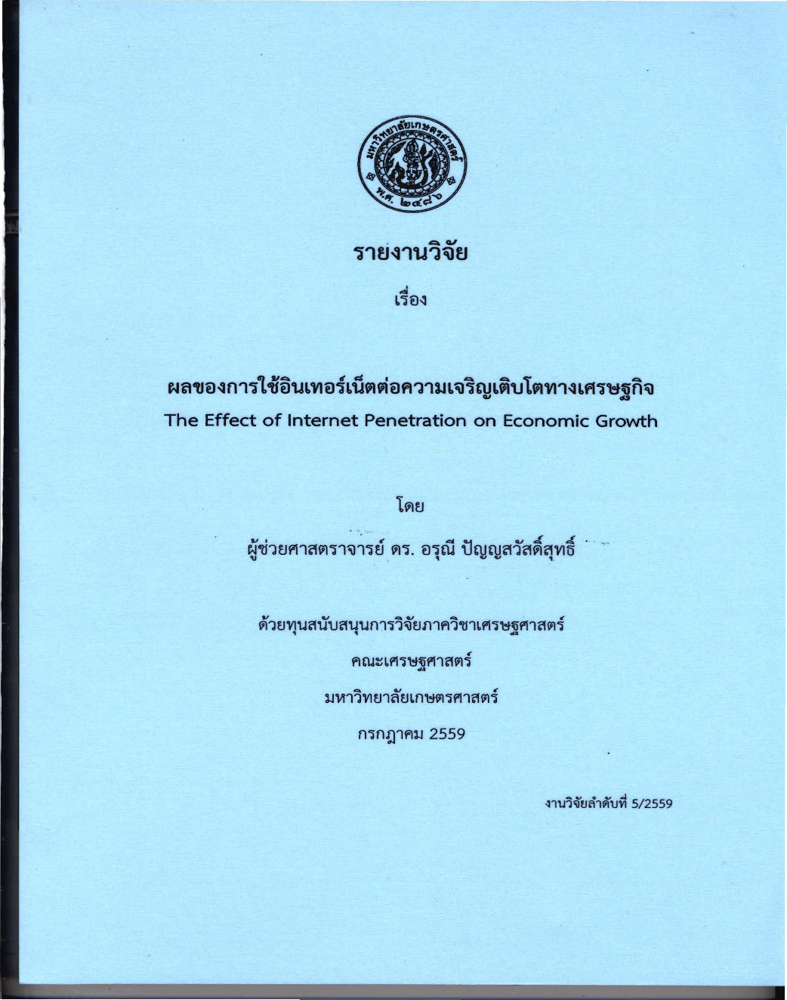 มหาวิทยาลัยเกษตรศาสตร์
พ.ศ. ๒๔๘๖
รายงานวิจัย
เรื่อง
ผลของการใช้อินเทอร์เน็ตต่อความเจริญเติบโตทางเศรษฐกิจ
The Effect of Internet Penetration on Economic Growth
โดย
ผู้ช่วยศาสตราจารย์ ดร. อรุณี ปัญญสวัสดิ์สุทธิ์
ด้วยทุนสนับสนุนการวิจัยภาควิชาเศรษฐศาสตร์
คณะเศรษฐศาสตร์
มหาวิทยาลัยเกษตรศาสตร์
กรกฎาคม 2559
งานวิจัยลำดับที่ 5/2559